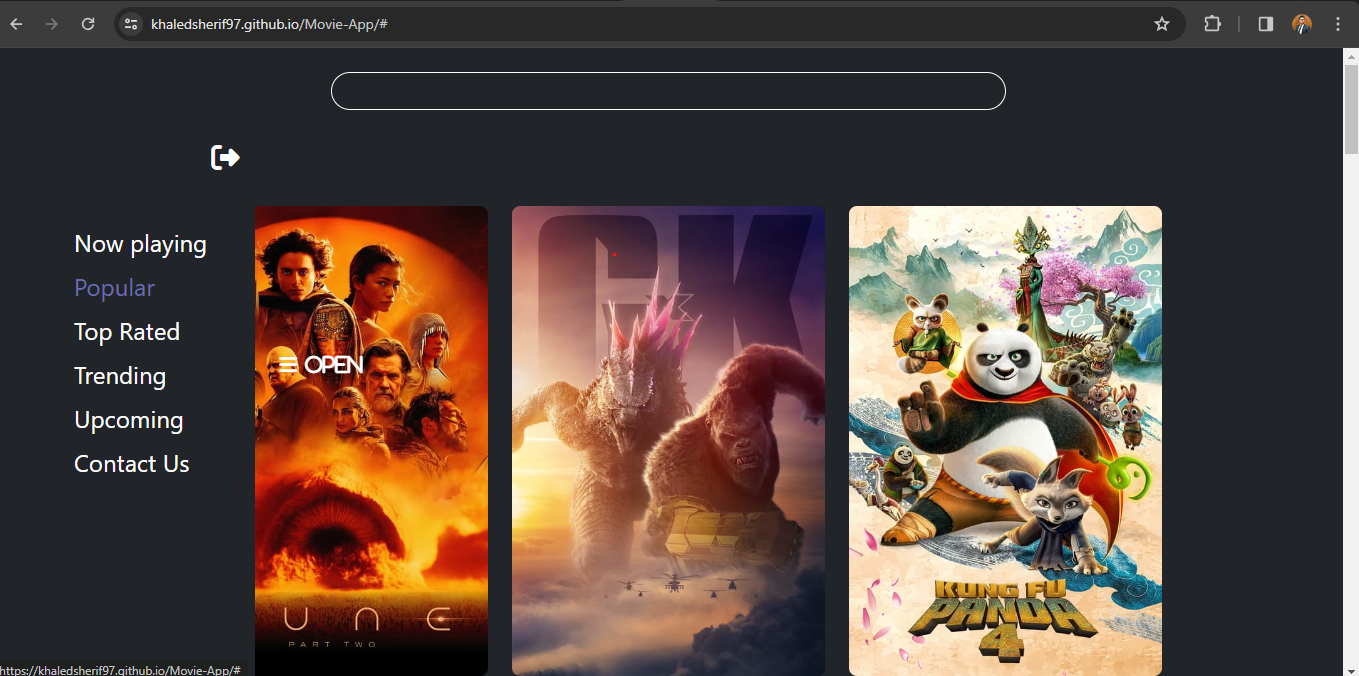 khaledsherif97.github.io/Movie-App/#
Now playing
Popular
Top Rated
Trending
Upcoming
Contact Us
OPEN
UNE
PART TWO
GK
KUNG FU
PANDA
4
https://khaledsherif97.github.io/Movie-App/#